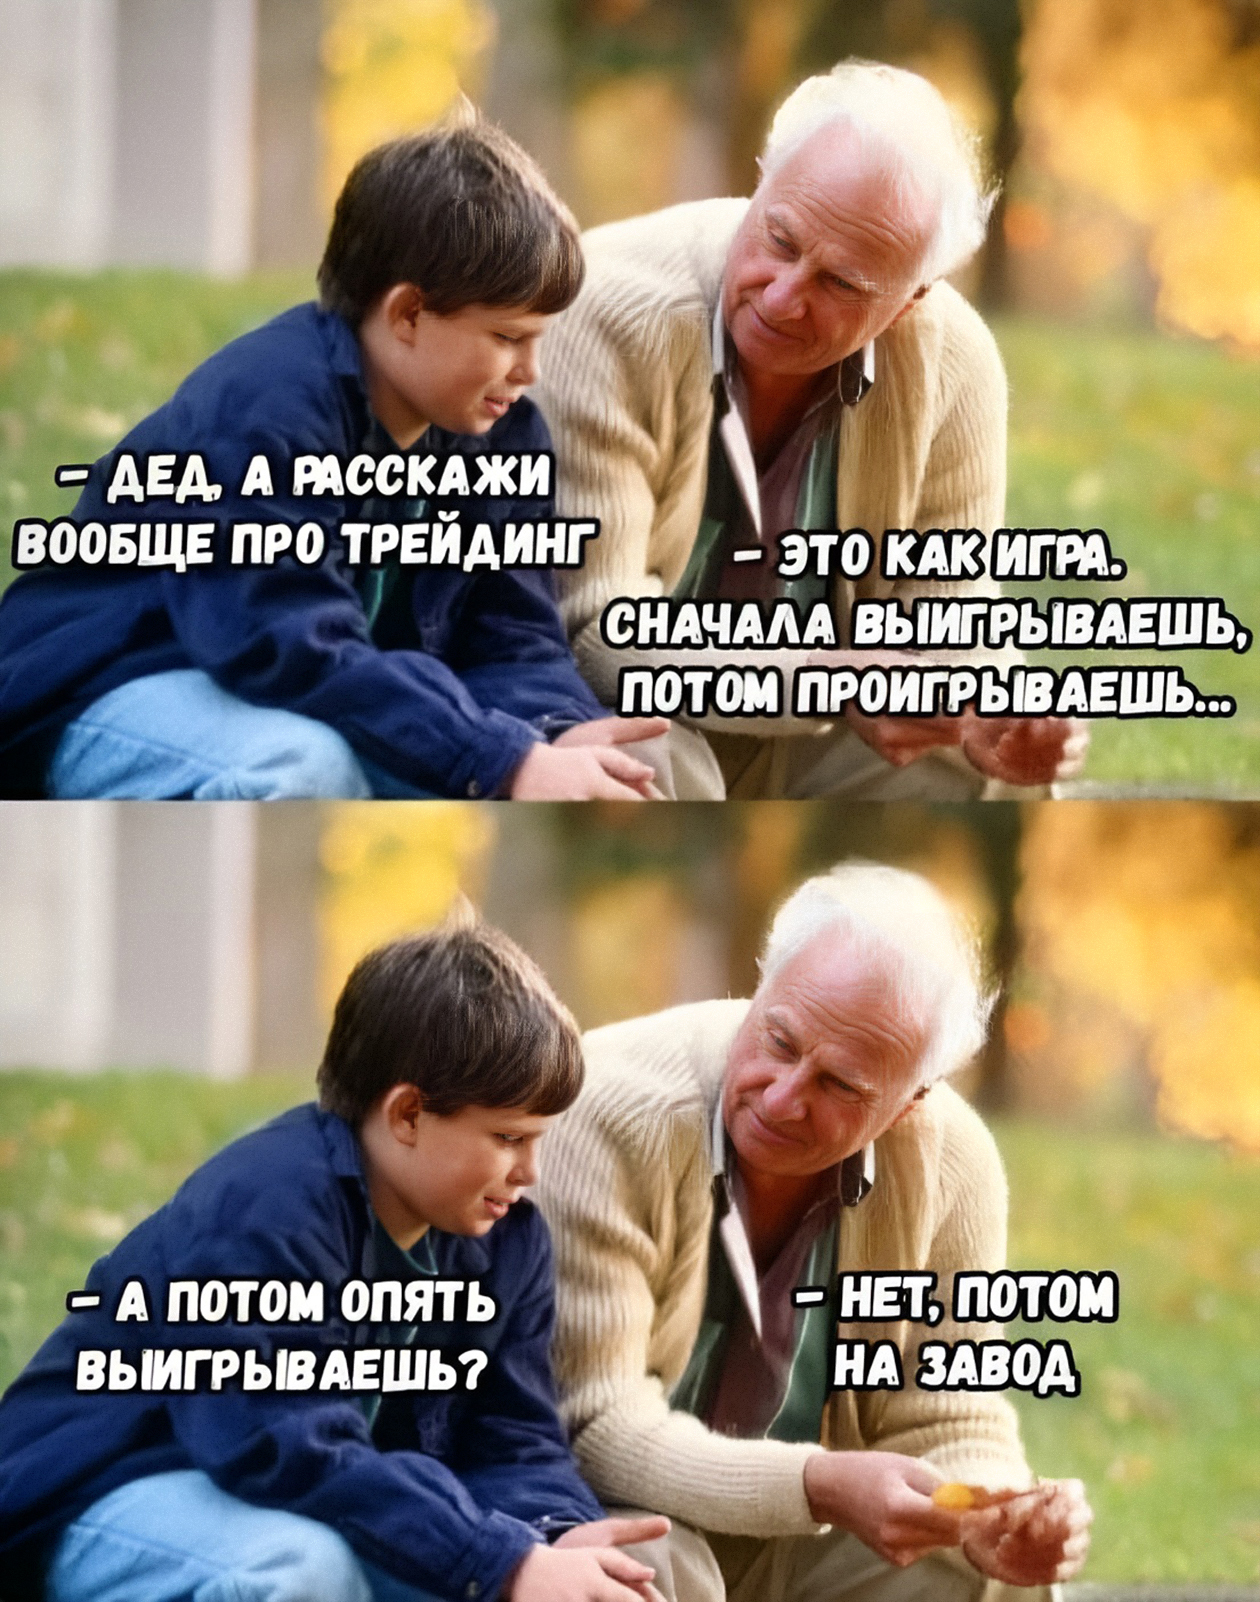 - ДЕД, А РАССКАЖИ
ВООБЩЕ ПРО ТРЕЙДИНГ
- ЭТО КАК ИГРА.
СНАЧАЛА ВЫИГРЫВАЕШЬ,
ПОТОМ ПРОИГРЫВАЕШЬ...
- А ПОТОМ ОПЯТЬ
ВЫИГРЫВАЕШЬ?
- НЕТ, ПОТОМ
НА ЗАВОД